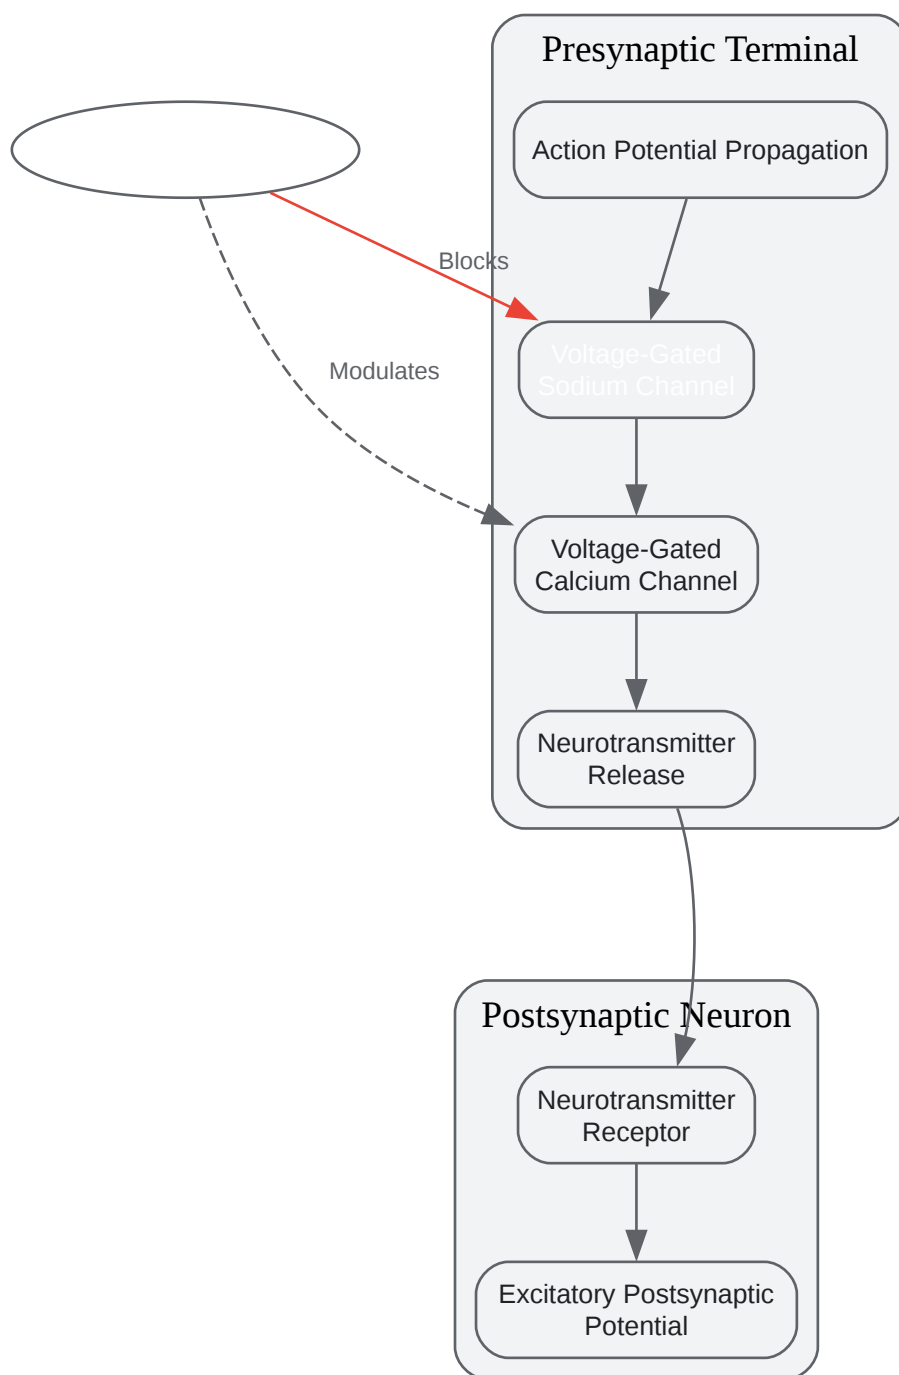 Presynaptic Terminal
Action Potential Propagation
Blocks
Voltage-Gated
Sodium Channel
Modulates
Voltage-Gated
Calcium Channel
Neurotransmitter
Release
Postsynaptic Neuron
Neurotransmitter
Receptor
Excitatory Postsynaptic
Potential